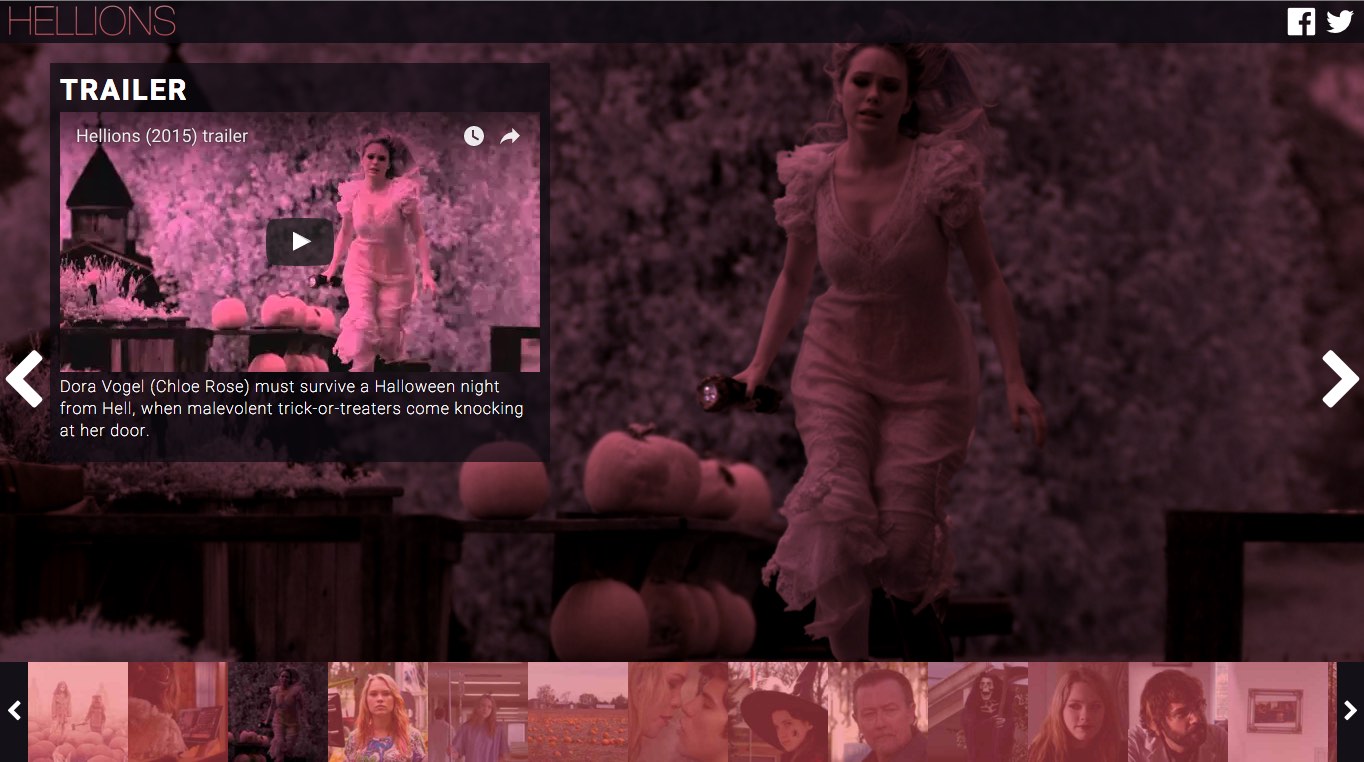 HELLIONS
TRAILER
Hellions (2015) trailer
Dora Vogel (Chloe Rose) must survive a Halloween night
from Hell, when malevolent trick-or-treaters come knocking
at her door.